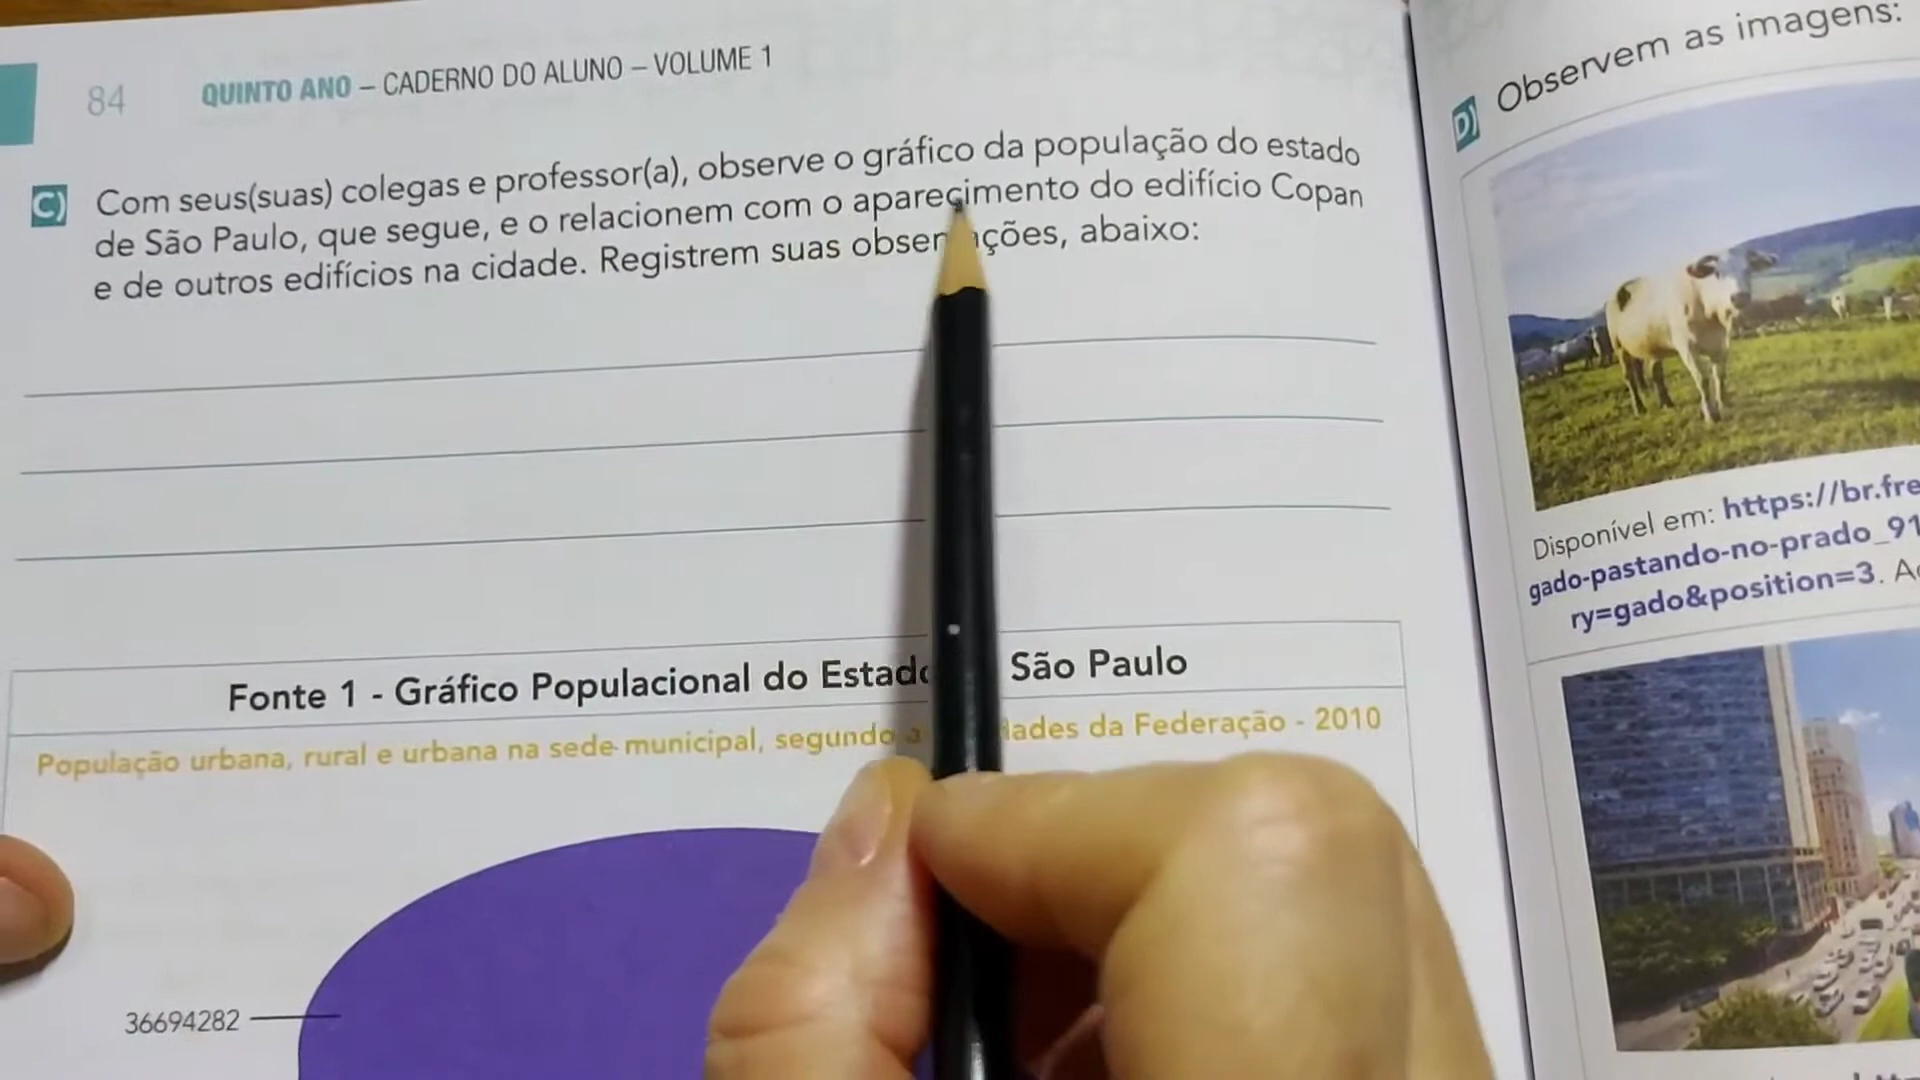 84 QUINTO ANO – CADERNO DO ALUNO – VOLUME 1
C) Com seus(suas) colegas e professor(a), observe o gráfico da população do estado
de São Paulo, que segue, e o relacionem com o aparecimento do edifício Copan
e de outros edifícios na cidade. Registrem suas obser ções, abaixo:
Fonte 1 - Gráfico Populacional do Estado São Paulo
População urbana, rural e urbana na sede municipal, segundo a dades da Federação - 2010
36694282
D) Observem as imagens:
Disponível em: https://br.fre
gado-pastando-no-prado_91
ry=gado&position=3. Ac